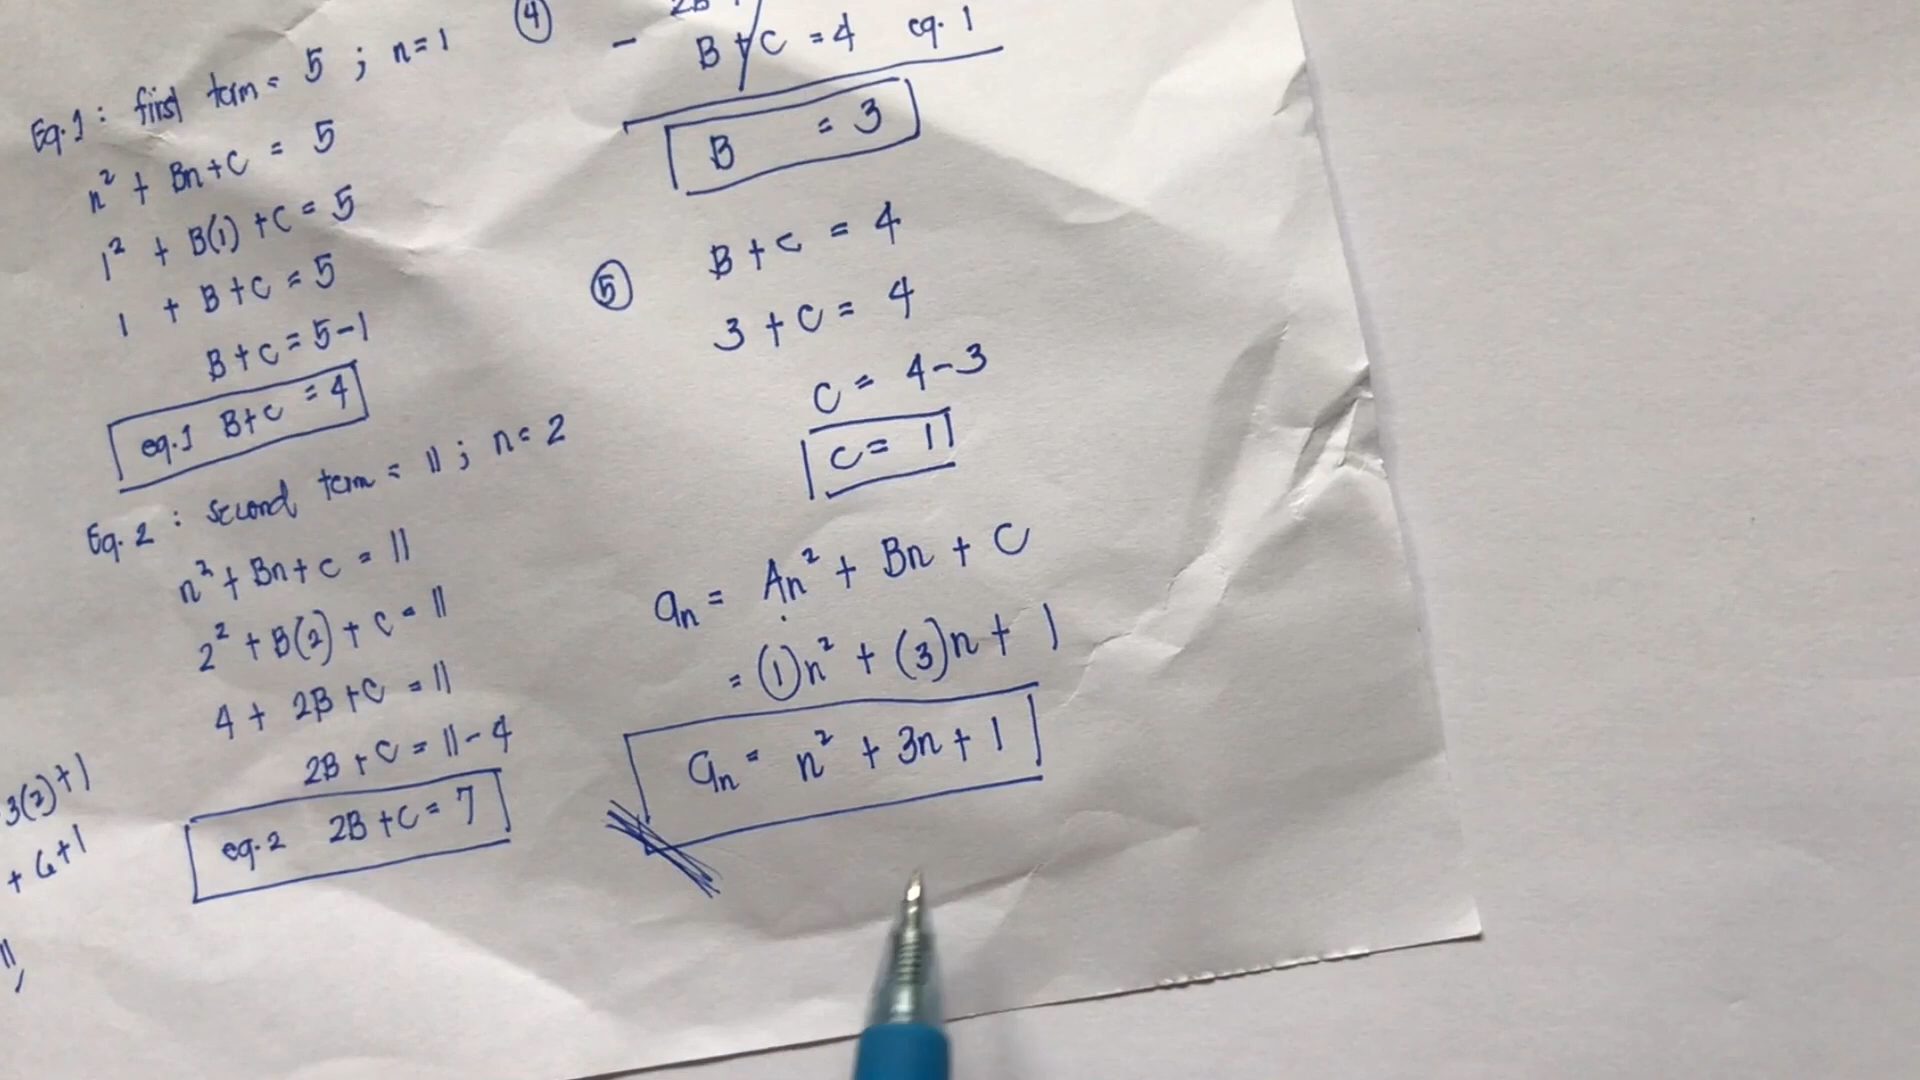 Eq.1: first term = 5 ; n=1
n² + Bn+C = 5
1² + B(1) +C = 5
1 + B+C = 5
B+C = 5-1
eq.1 B+C = 4
Eq. 2 : second term = 11 ; n= 2
n² + Bn+C = 11
2² + B(2) + C = 11
4 + 2B+C = 11
2B + C = 11-4
eq.2 2B+C= 7
3(2)+1
+ 6+1
11,
④
2B
- B+C = 4 eq. 1
B = 3
⑤ B+C = 4
3+C = 4
C = 4-3
C = 1
an = An² + Bn + C
= (1)n² + (3)n + 1
an = n² + 3n + 1